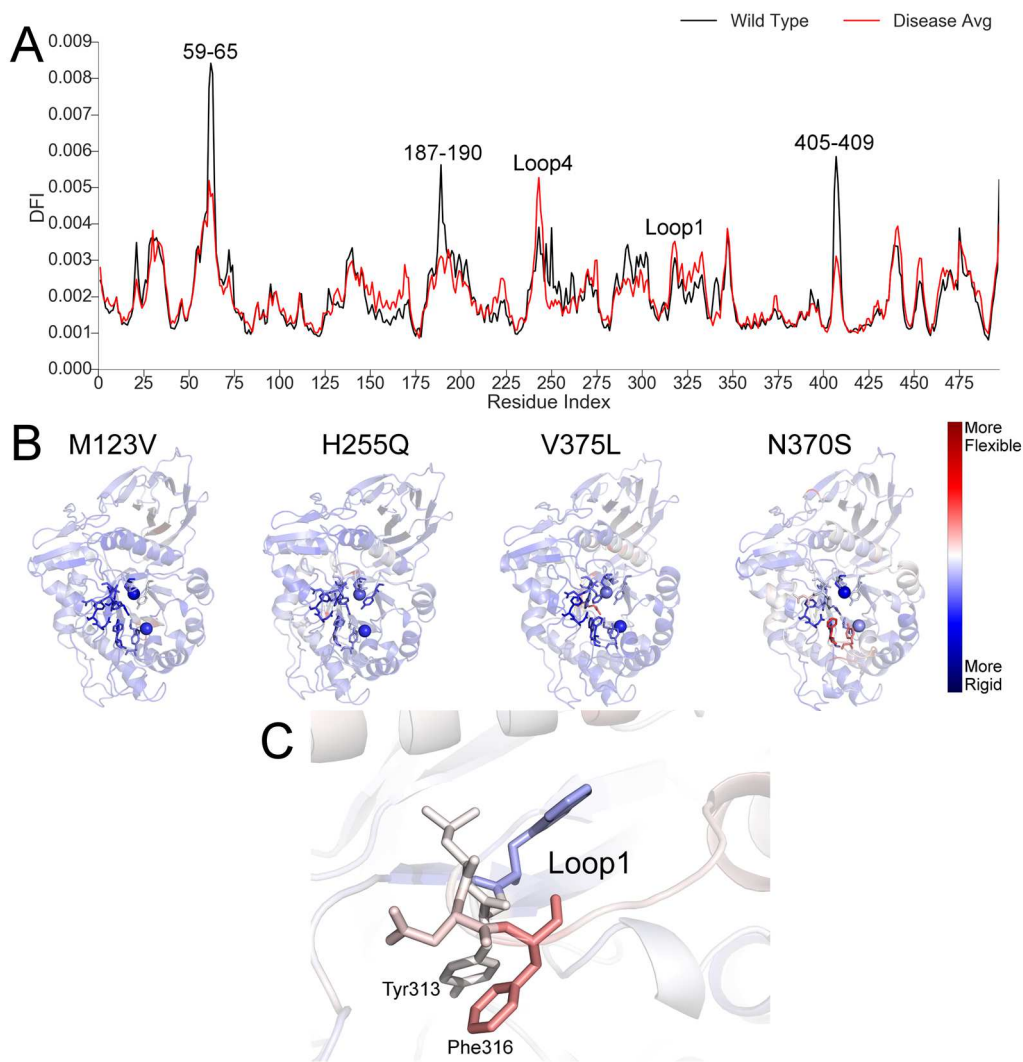 A
Wild Type
Disease Avg
DFI
0.009
0.008
0.007
0.006
0.005
0.004
0.003
0.002
0.001
0.000
59-65
187-190
Loop4
Loop1
405-409
1 25 50 75 100 125 150 175 200 225 250 275 300 325 350 375 400 425 450 475
Residue Index
B
M123V
H255Q
V375L
N370S
More
Flexible
More
Rigid
C
Loop1
Tyr313
Phe316